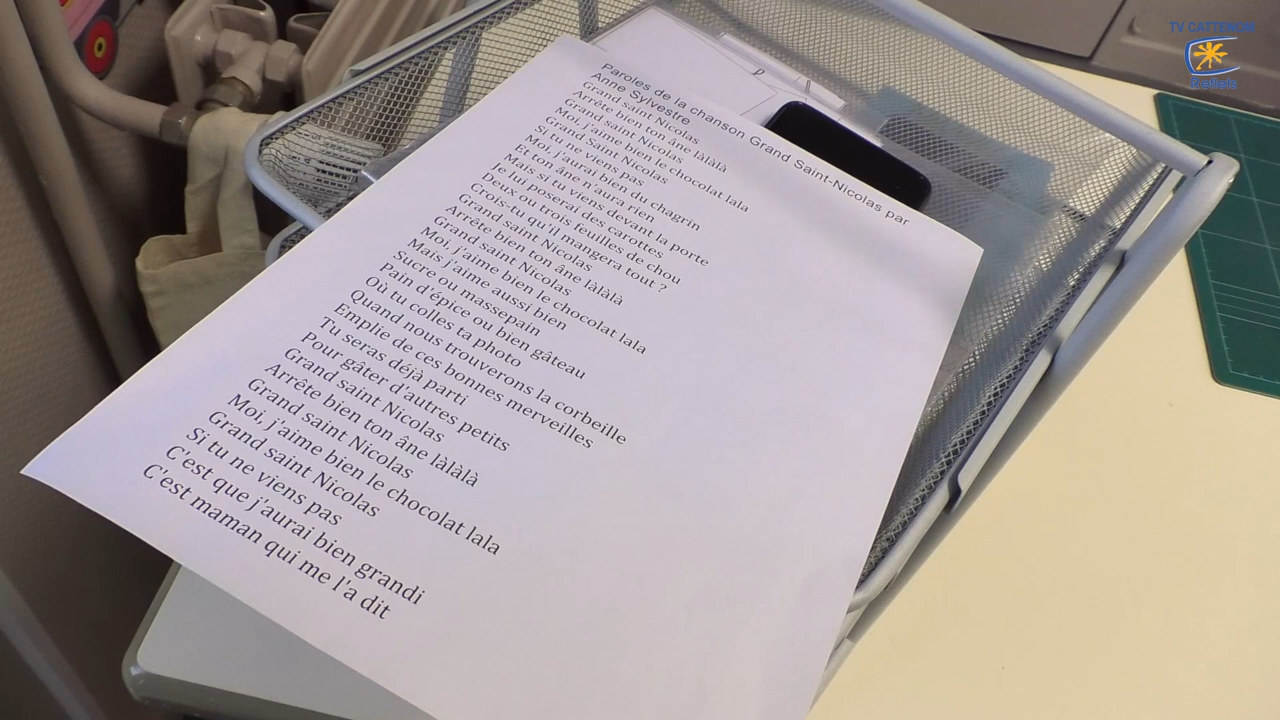 TV CATTENOM
Reflets
Paroles de la chanson Grand Saint-Nicolas par
Anne Sylvestre
Grand saint Nicolas
Arrête bien ton âne làlàlà
Grand saint Nicolas
Moi, j'aime bien le chocolat lala
Grand Saint Nicolas
Si tu ne viens pas
Moi, j'aurai bien du chagrin
Et ton âne n'aura rien
Mais si tu viens devant la porte
Je lui poserai des carottes
Deux ou trois feuilles de chou
Crois-tu qu'il mangera tout ?
Grand saint Nicolas
Arrête bien ton âne làlàlà
Grand saint Nicolas
Moi, j'aime bien le chocolat lala
Mais j'aime aussi bien
Sucre ou massepain
Pain d'épice ou bien gâteau
Où tu colles ta photo
Quand nous trouverons la corbeille
Emplie de ces bonnes merveilles
Tu seras déjà parti
Pour gâter d'autres petits
Grand saint Nicolas
Arrête bien ton âne làlàlà
Grand saint Nicolas
Moi, j'aime bien le chocolat lala
Grand saint Nicolas
Si tu ne viens pas
C'est que j'aurai bien grandi
C'est maman qui me l'a dit